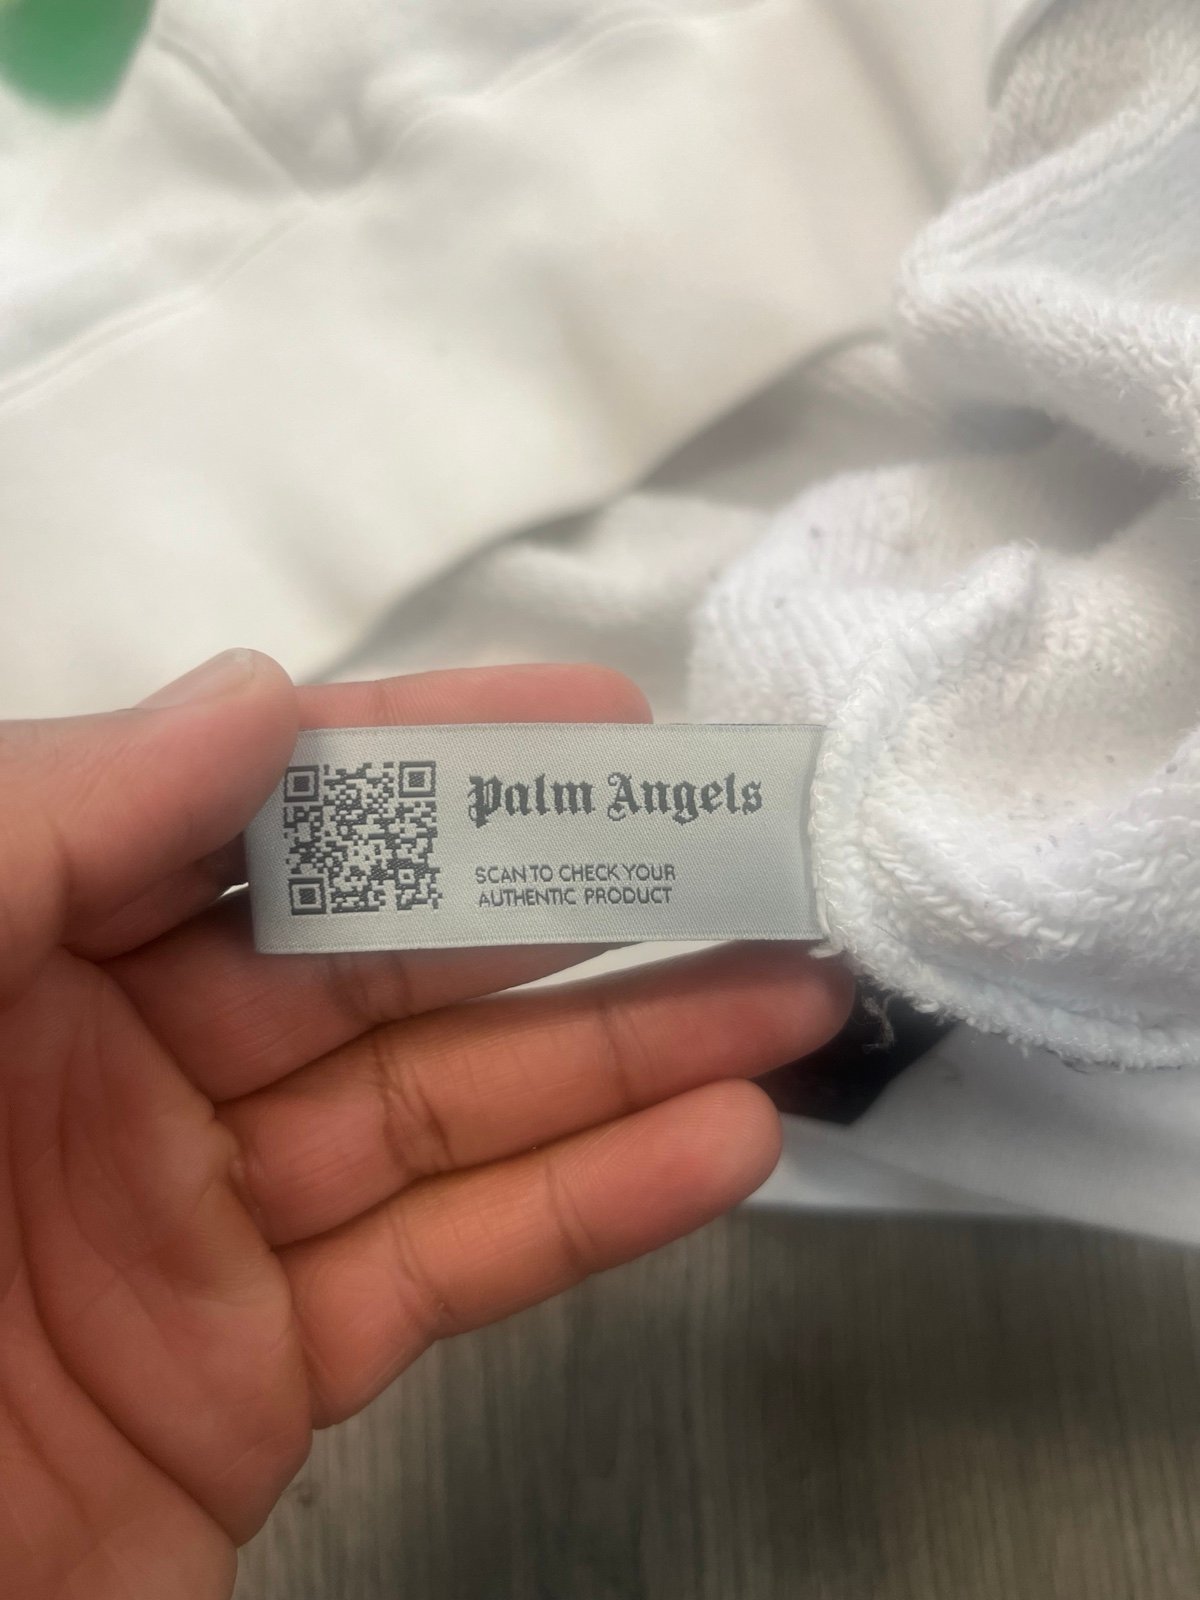 Palm Angels
SCAN TO CHECK YOUR
AUTHENTIC PRODUCT